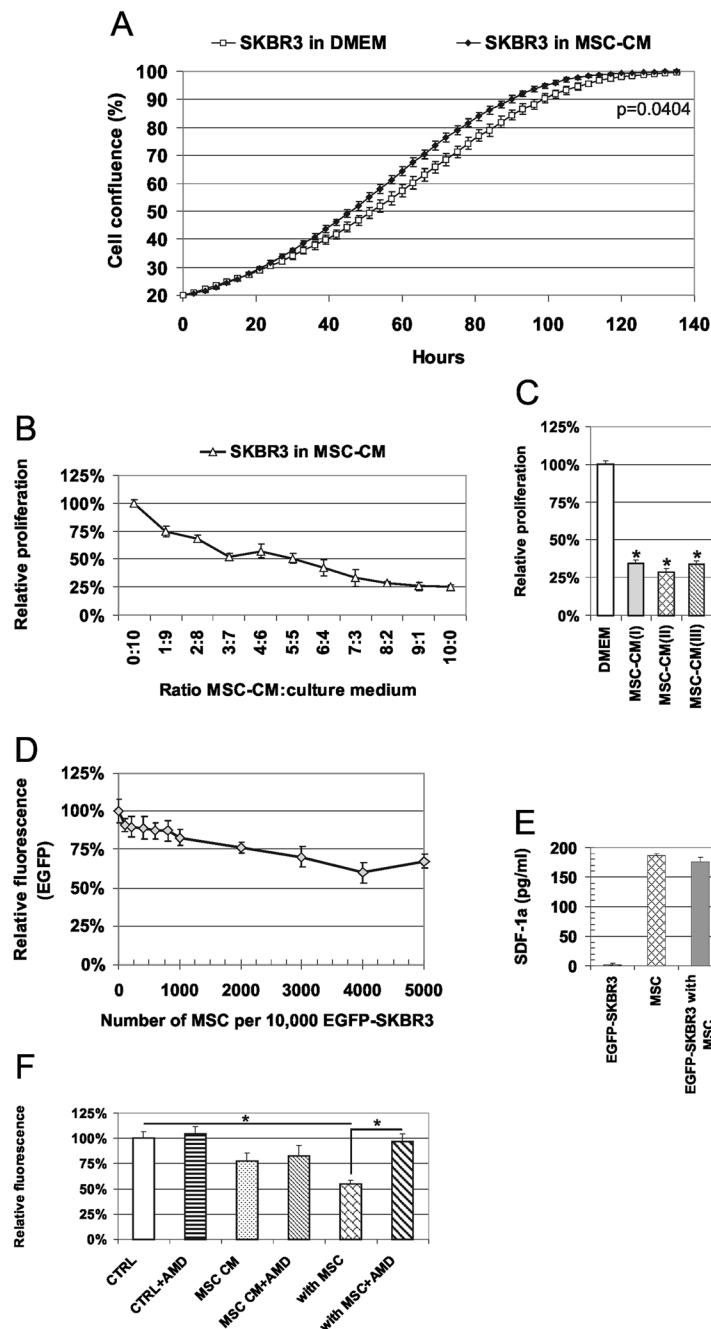 A
SKBR3 in DMEM
SKBR3 in MSC-CM
Cell confluence (%)
100
90
80
70
60
50
40
30
20
p=0.0404
0 20 40 60 80 100 120 140
Hours
B
SKBR3 in MSC-CM
Relative proliferation
125%
100%
75%
50%
25%
0%
0:10 1:9 2:8 3:7 4:6 5:5 6:4 7:3 8:2 9:1 10:0
Ratio MSC-CM:culture medium
C
Relative proliferation
125%
100%
75%
50%
25%
0%
* * *
DMEM
MSC-CM(I)
MSC-CM(II)
MSC-CM(III)
D
Relative fluorescence
(EGFP)
125%
100%
75%
50%
25%
0%
0 1000 2000 3000 4000 5000
Number of MSC per 10,000 EGFP-SKBR3
E
SDF-1a (pg/ml)
200
150
100
50
0
EGFP-SKBR3
MSC
EGFP-SKBR3 with
MSC
F
Relative fluorescence
125%
100%
75%
50%
25%
0%
* *
CTRL
CTRL+AMD
MSC CM
MSC CM+AMD
with MSC
with MSC+AMD